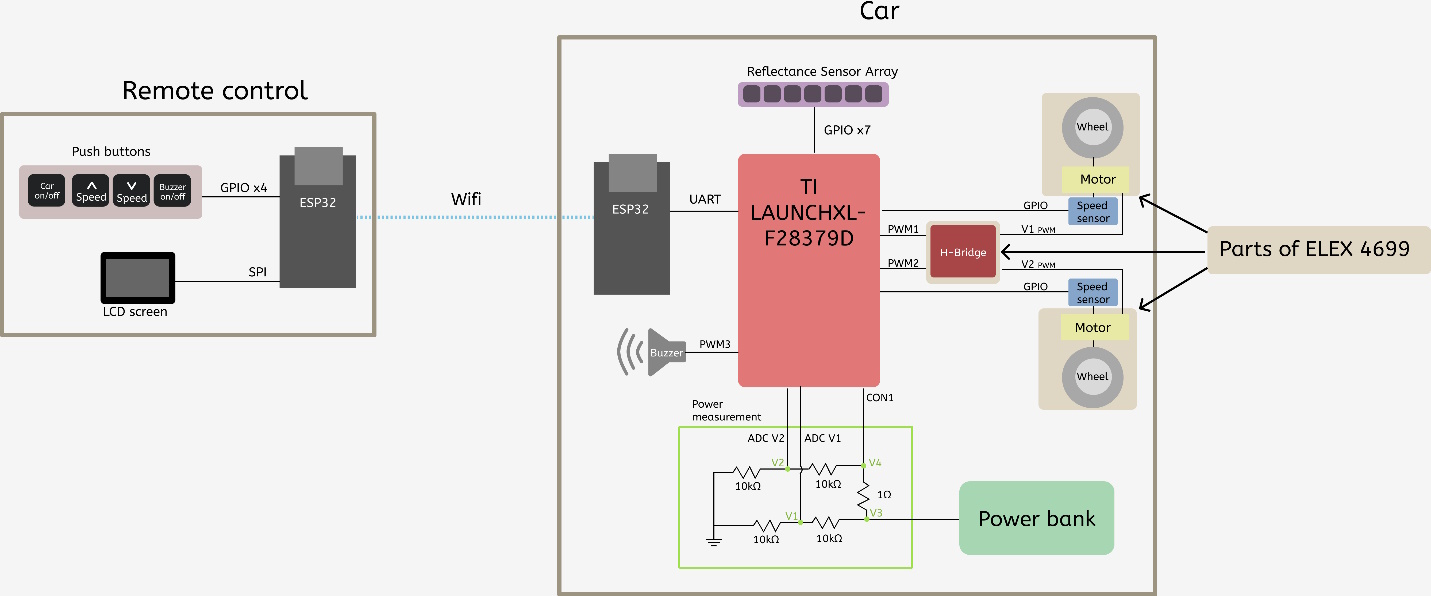 Car
Remote control
Push buttons
Car
on/off
Speed
Speed
Buzzer
on/off
GPIO x4
ESP32
SPI
LCD screen
Wifi
Reflectance Sensor Array
GPIO x7
ESP32
UART
TI
LAUNCHXL-
F28379D
Buzzer
PWM3
PWM1
PWM2
H-Bridge
GPIO
V1 PWM
V2 PWM
GPIO
Wheel
Motor
Speed
sensor
Speed
sensor
Motor
Wheel
Parts of ELEX 4699
Power
measurement
CON1
ADC V2
ADC V1
V2
V4
10kΩ
10kΩ
1Ω
V1
V3
10kΩ
10kΩ
Power bank